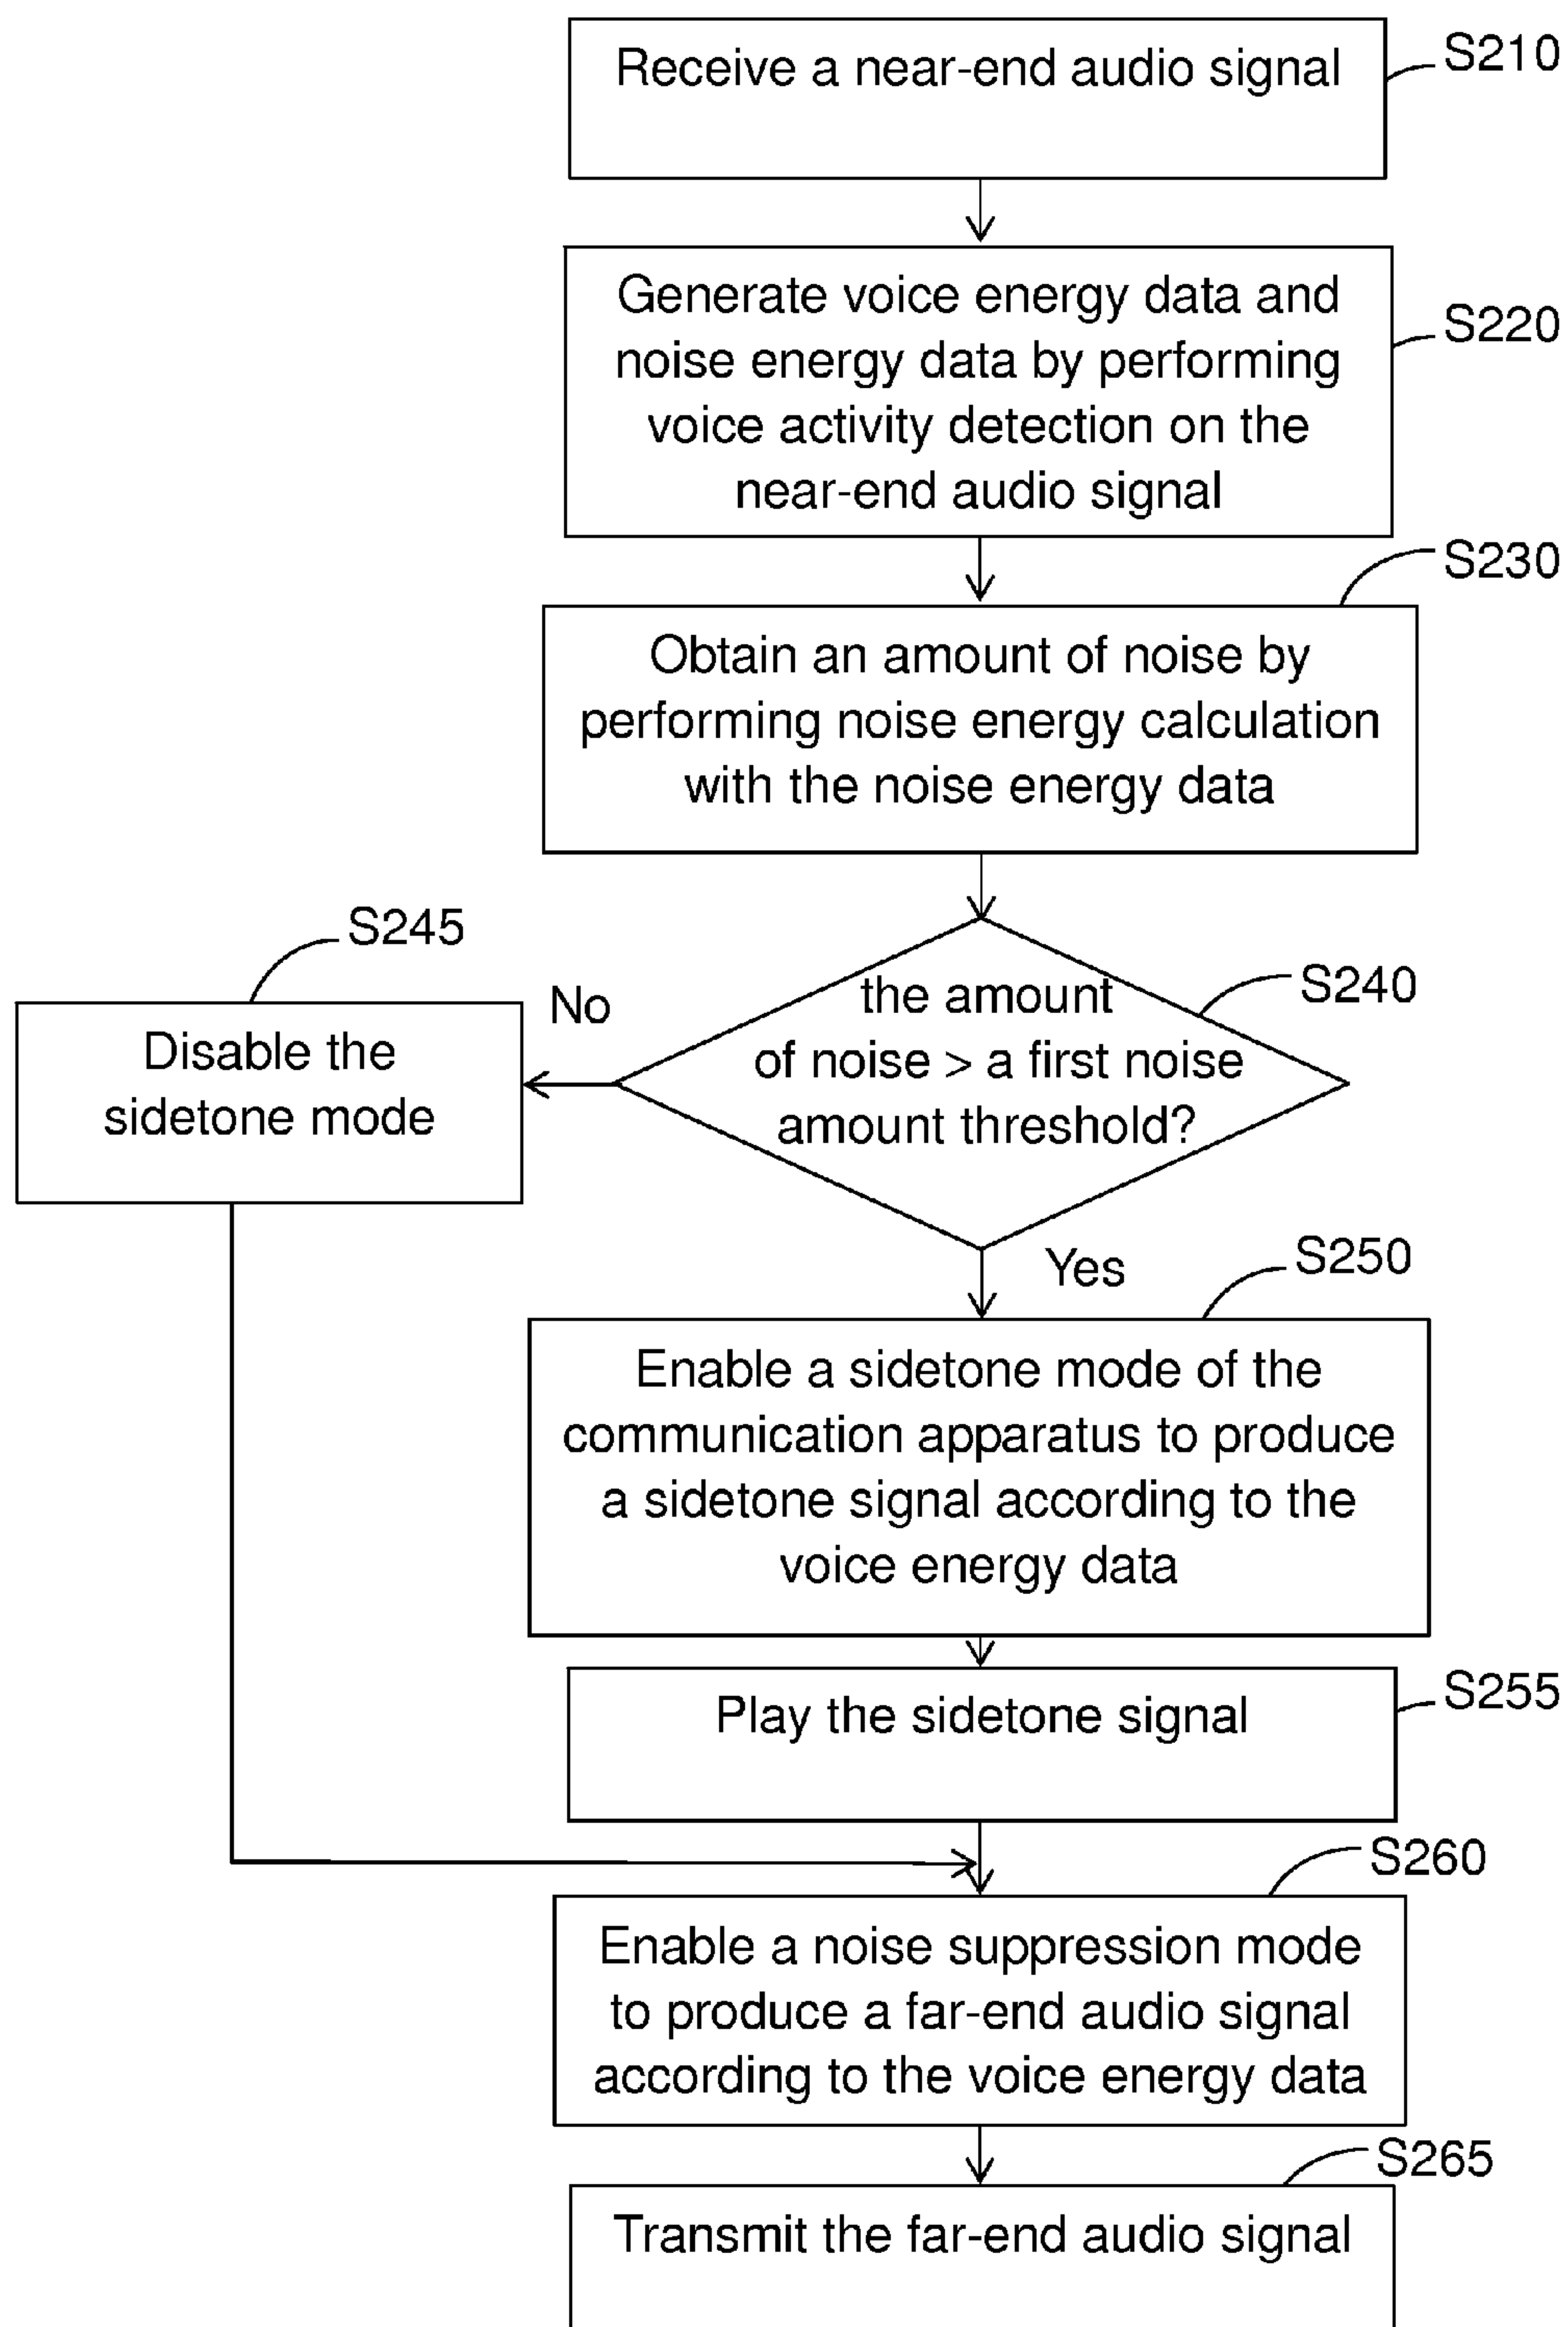 Receive a near-end audio signal
S210
Generate voice energy data and
noise energy data by performing
voice activity detection on the
near-end audio signal
S220
S230
Obtain an amount of noise by
performing noise energy calculation
with the noise energy data
S245
Disable the
sidetone mode
No
S240
the amount
of noise > a first noise
amount threshold?
Yes
S250
Enable a sidetone mode of the
communication apparatus to produce
a sidetone signal according to the
voice energy data
Play the sidetone signal
S255
S260
Enable a noise suppression mode
to produce a far-end audio signal
according to the voice energy data
S265
Transmit the far-end audio signal